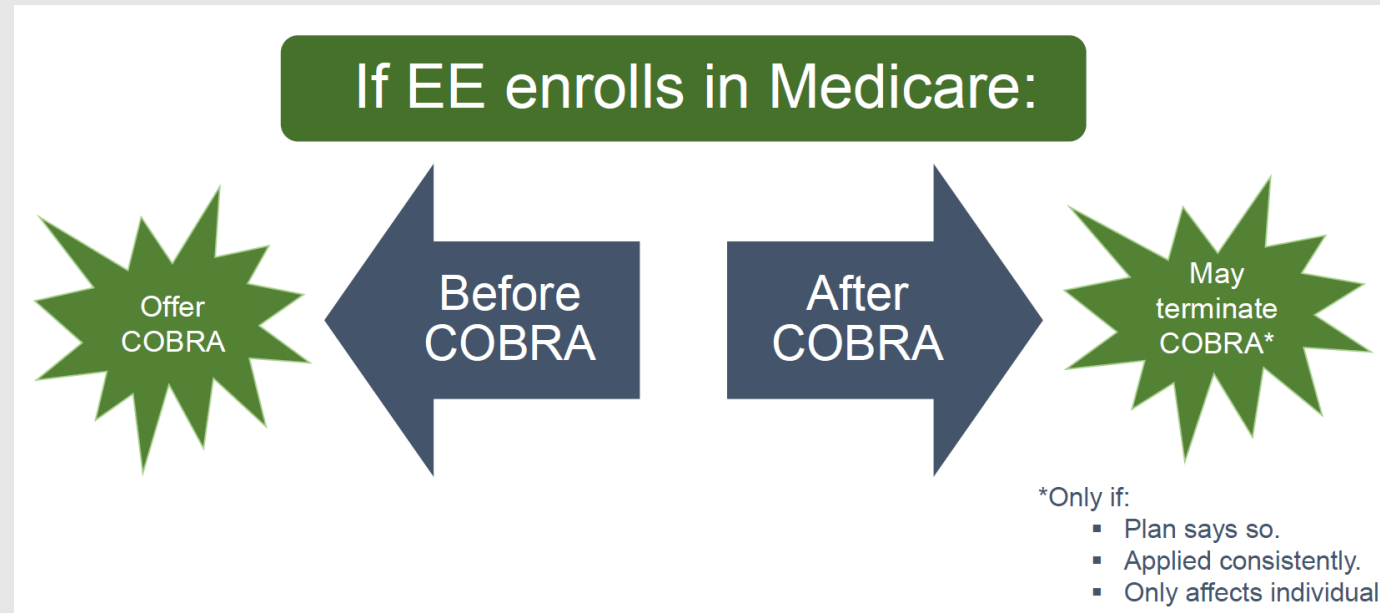 If EE enrolls in Medicare:
Offer
COBRA
Before
COBRA
After
COBRA
May
terminate
COBRA*
*Only if:
▪ Plan says so.
▪ Applied consistently.
▪ Only affects individual